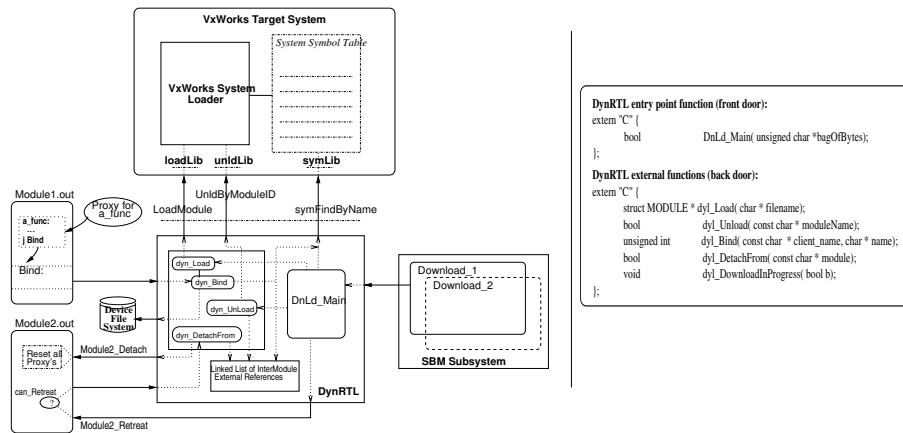 VxWorks Target System
System Symbol Table
VxWorks System
Loader
loadLib
unldLib
symLib
UnldByModuleID
LoadModule
symFindByName
Module1.out
Proxy for
a_func
a_func:
...
j Bind
Bind:
dyn_Load
dyn_Bind
dyn_UnLoad
DnLd_Main
dyn_DetachFrom
Linked List of InterModule
External References
DynRTL
Device
File
System
Module2.out
Reset all
Proxy's
Module2_Detach
can_Retreat
?
Module2_Retreat
Download_1
Download_2
SBM Subsystem
DynRTL entry point function (front door):
extern "C" {
bool DnLd_Main( unsigned char *bagOfBytes);
};
DynRTL external functions (back door):
extern "C" {
struct MODULE * dyl_Load( char * filename);
bool dyl_Unload( const char * moduleName);
unsigned int dyl_Bind( const char * client_name, char * name);
bool dyl_DetachFrom( const char * module);
void dyl_DownloadInProgress( bool b);
};